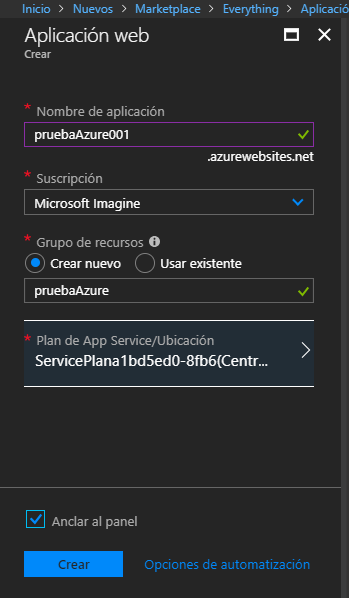 Inicio > Nuevos > Marketplace > Everything > Aplicació
Aplicación web
Crear
* Nombre de aplicación
pruebaAzure001
.azurewebsites.net
* Suscripción
Microsoft Imagine
* Grupo de recursos
Crear nuevo Usar existente
pruebaAzure
* Plan de App Service/Ubicación
ServicePlana1bd5ed0-8fb6(Centr...
Anclar al panel
Crear Opciones de automatización